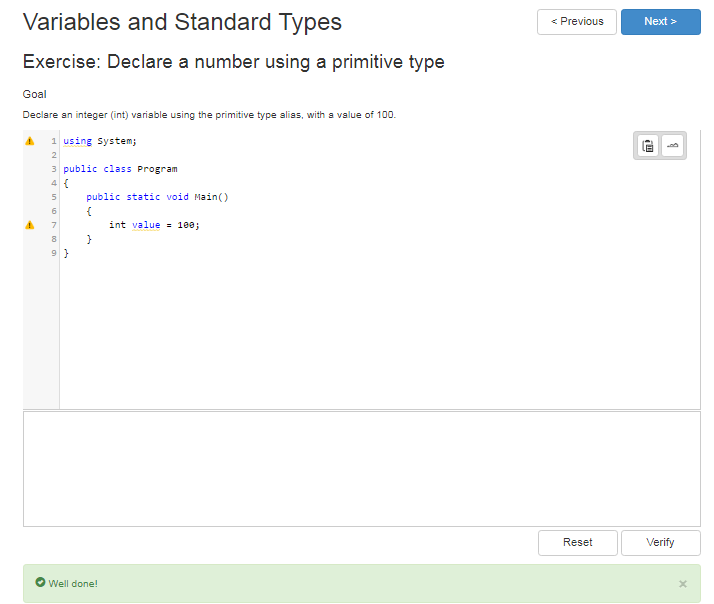 Variables and Standard Types
< Previous
Next >
Exercise: Declare a number using a primitive type
Goal
Declare an integer (int) variable using the primitive type alias, with a value of 100.
1 using System;
2
3 public class Program
4 {
5     public static void Main()
6     {
7         int value = 100;
8     }
9 }
Reset
Verify
Well done!
×